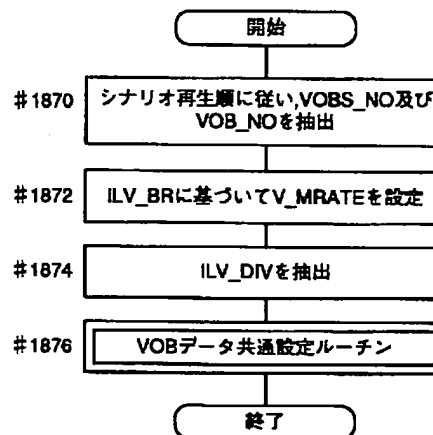 開始
#1870
シナリオ再生順に従い,VOBS_NO及び
VOB_NOを抽出
#1872
ILV_BRに基づいてV_MRATEを設定
#1874
ILV_DIVを抽出
#1876
VOBデータ共通設定ルーチン
終了